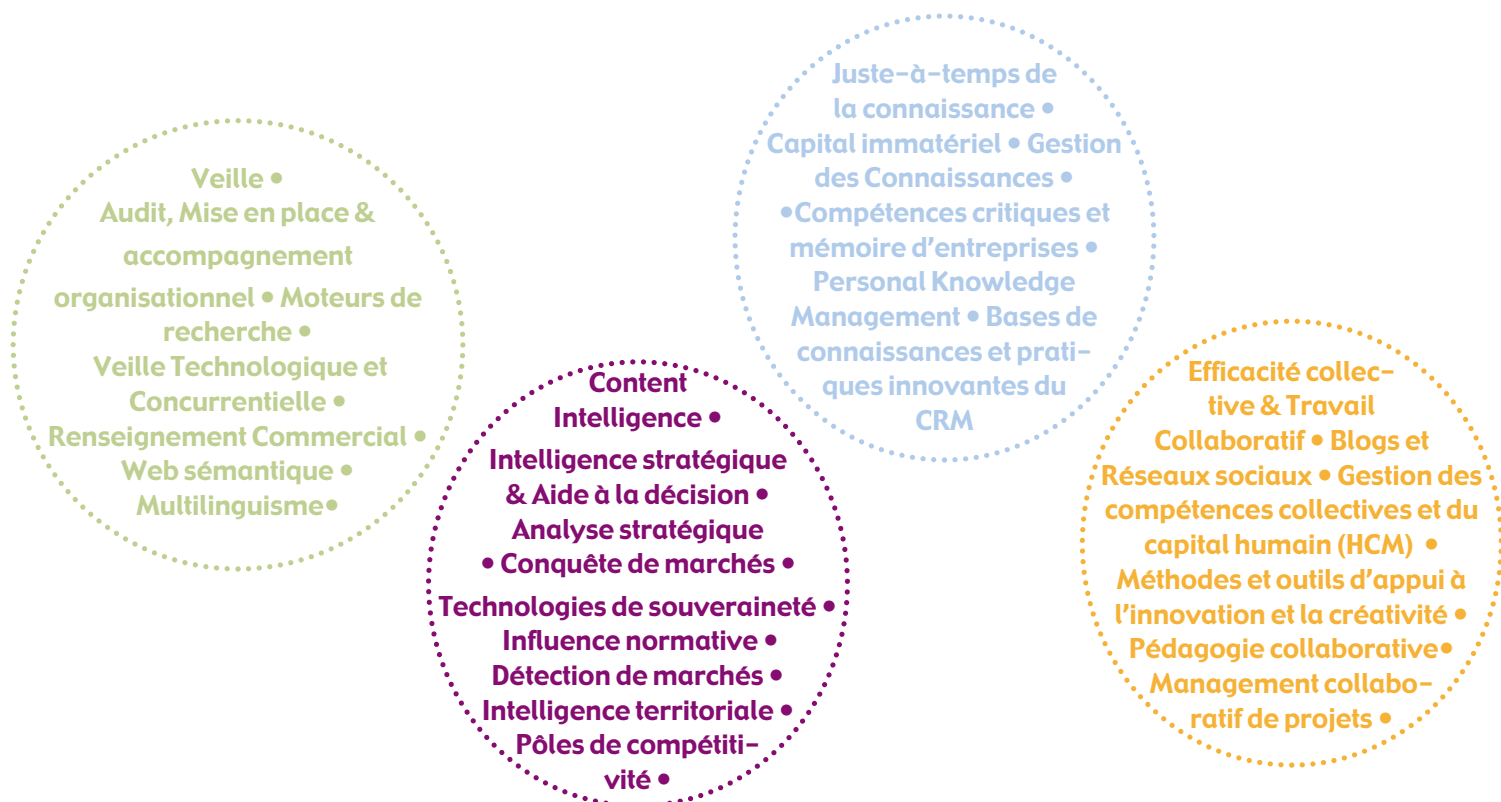 Veille •
Audit, Mise en place &
accompagnement
organisationnel • Moteurs de
recherche •
Veille Technologique et
Concurrentielle •
Renseignement Commercial •
Web sémantique •
Multilinguisme•
Content
Intelligence •
Intelligence stratégique
& Aide à la décision •
Analyse stratégique
• Conquête de marchés •
Technologies de souveraineté •
Influence normative •
Détection de marchés •
Intelligence territoriale •
Pôles de compétiti-
vité •
Juste-à-temps de
la connaissance •
Capital immatériel • Gestion
des Connaissances •
•Compétences critiques et
mémoire d'entreprises •
Personal Knowledge
Management • Bases de
connaissances et prati-
ques innovantes du
CRM
Efficacité collec-
tive & Travail
Collaboratif • Blogs et
Réseaux sociaux • Gestion des
compétences collectives et du
capital humain (HCM) •
Méthodes et outils d'appui à
l'innovation et la créativité •
Pédagogie collaborative•
Management collabo-
ratif de projets •